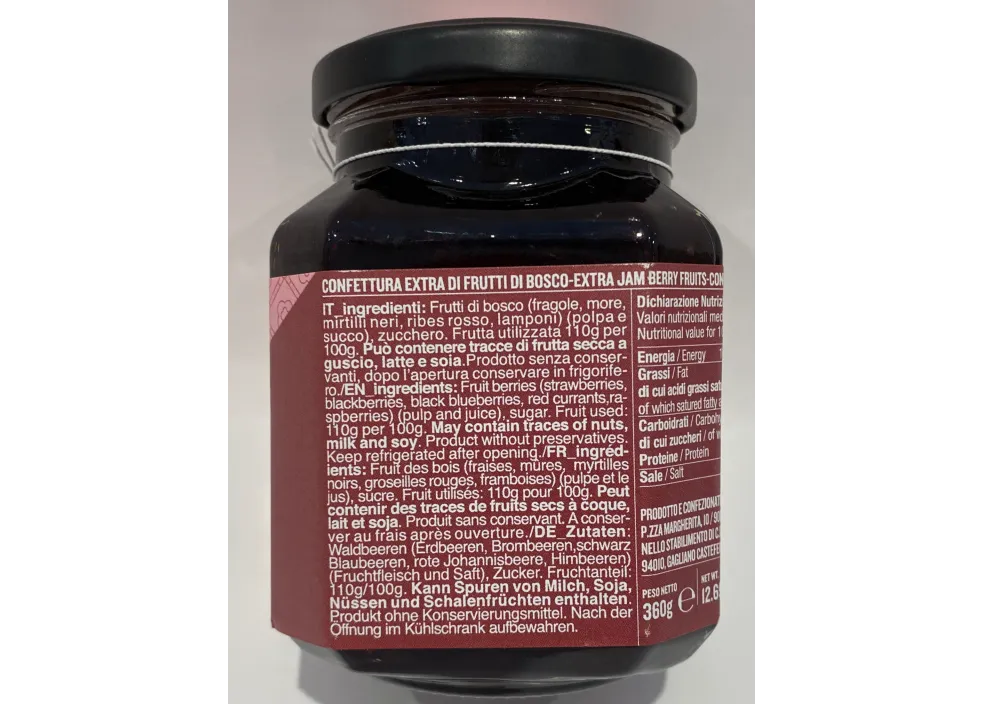 CONFETTURA EXTRA DI FRUTTI DI BOSCO-EXTRA JAM BERRY FRUITS-CON
IT_ingredienti: Frutti di bosco (fragole, more,
mirtilli neri, ribes rosso, lamponi) (polpa e
succo), zucchero. Frutta utilizzata 110g per
100g. Può contenere tracce di frutta secca a
guscio, latte e soia.Prodotto senza conser-
vanti, dopo l'apertura conservare in frigorife-
ro./EN_ingredients: Fruit berries (strawberries,
blackberries, black blueberries, red currants,ra-
spberries) (pulp and juice), sugar. Fruit used:
110g per 100g. May contain traces of nuts,
milk and soy. Product without preservatives.
Keep refrigerated after opening./FR_ingréd-
ients: Fruit des bois (fraises, mûres, myrtilles
noirs, groseilles rouges, framboises) (pulpe et le
jus), sucre. Fruit utilisés: 110g pour 100g. Peut
contenir des traces de fruits secs à coque,
lait et soja. Produit sans conservant. À conser-
ver au frais après ouverture./DE_Zutaten:
Waldbeeren (Erdbeeren, Brombeeren,schwarz
Blaubeeren, rote Johannisbeere, Himbeeren)
(Fruchtfleisch und Saft), Zucker. Fruchtanteil:
110g/100g. Kann Spuren von Milch, Soja,
Nüssen und Schalenfrüchten enthalten.
Produkt ohne Konservierungsmittel. Nach der
Öffnung im Kühlschrank aufbewahren.
Dichiarazione Nutriz
Valori nutrizionali med
Nutritional value for 1
Energia / Energy
Grassi / Fat
di cui acidi grassi sat
of which satured fatty a
Carboidrati / Carbohy
di cui zuccheri / of w
Proteine / Protein
Sale / Salt
PRODOTTO E CONFEZIONAT
P.ZZA MARGHERITA, 10 / 90
NELLO STABILIMENTO DI C.
94010, GAGLIANO CASTEFE
PESO NETTO
360g e
NET WT.
12.6